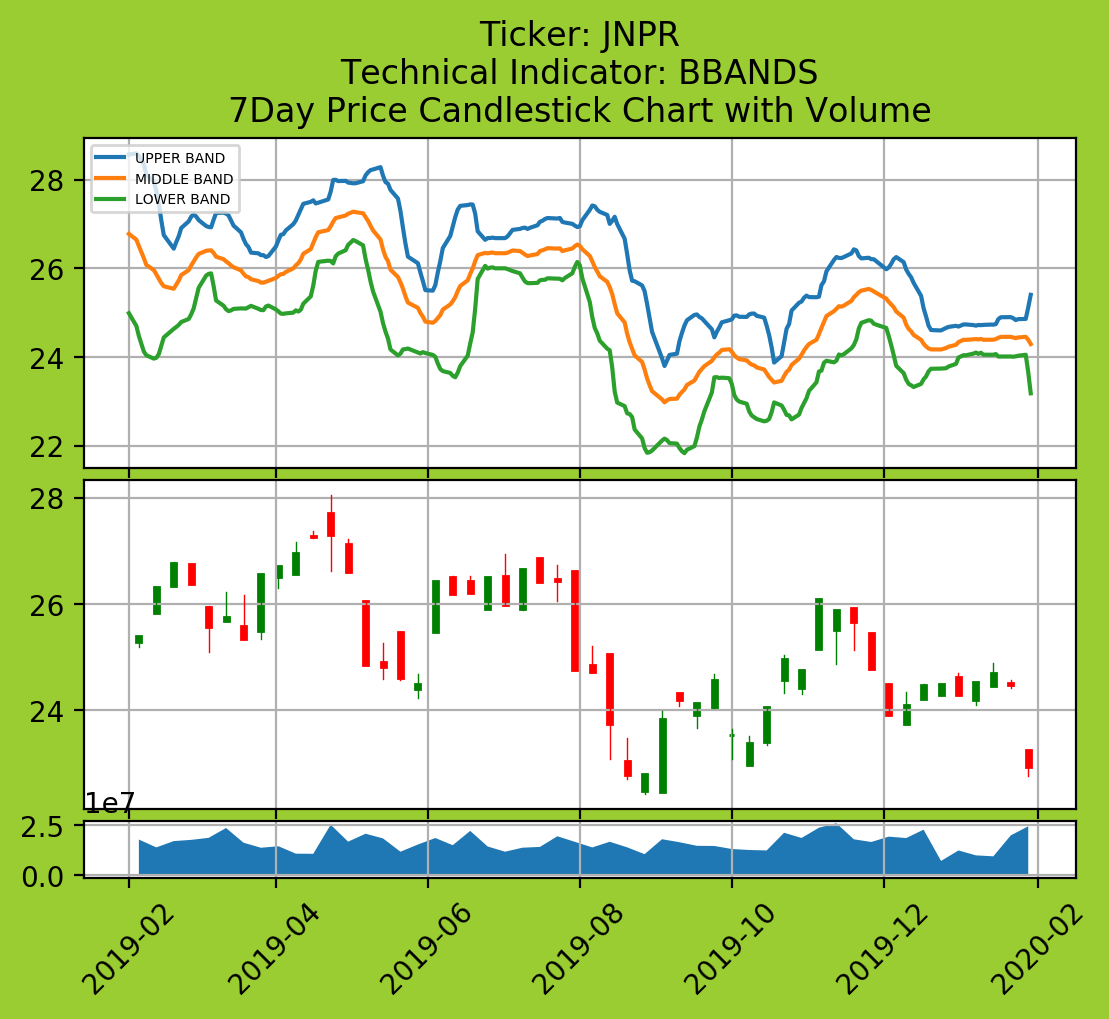 Ticker: JNPR
Technical Indicator: BBANDS
7Day Price Candlestick Chart with Volume
UPPER BAND
MIDDLE BAND
LOWER BAND
28
26
24
22
28
26
24
1e7
2.5
0.0
2019-02
2019-04
2019-06
2019-08
2019-10
2019-12
2020-02